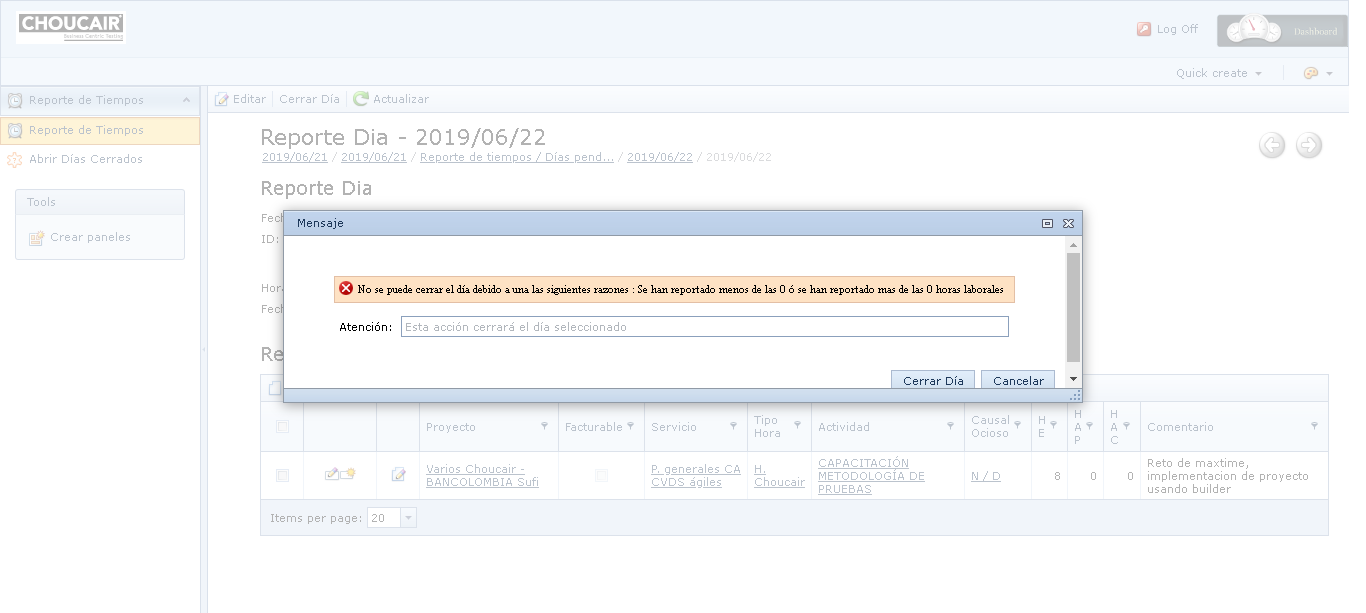 CHOUCAIR
Business Centric Testing
Log Off
Dashboard
Quick create
Reporte de Tiempos
Reporte de Tiempos
Abrir Días Cerrados
Tools
Crear paneles
Editar Cerrar Día Actualizar
Reporte Dia - 2019/06/22
2019/06/21 / 2019/06/21 / Reporte de tiempos / Días pend... / 2019/06/22 / 2019/06/22
Reporte Dia
Fech
ID:
Hora
Fech
Mensaje
No se puede cerrar el día debido a una las siguientes razones : Se han reportado menos de las 0 ó se han reportado mas de las 0 horas laborales
Atención: Esta acción cerrará el día seleccionado
Cerrar Día Cancelar
Re
Proyecto Facturable Servicio Tipo Hora Actividad Causal Ocioso H E H A P H A C Comentario
Varios Choucair - BANCOLOMBIA Sufi
P. generales CA CVDS ágiles
H. Choucair
CAPACITACIÓN METODOLOGÍA DE PRUEBAS
N / D
8 0 0
Reto de maxtime, implementacion de proyecto usando builder
Items per page: 20